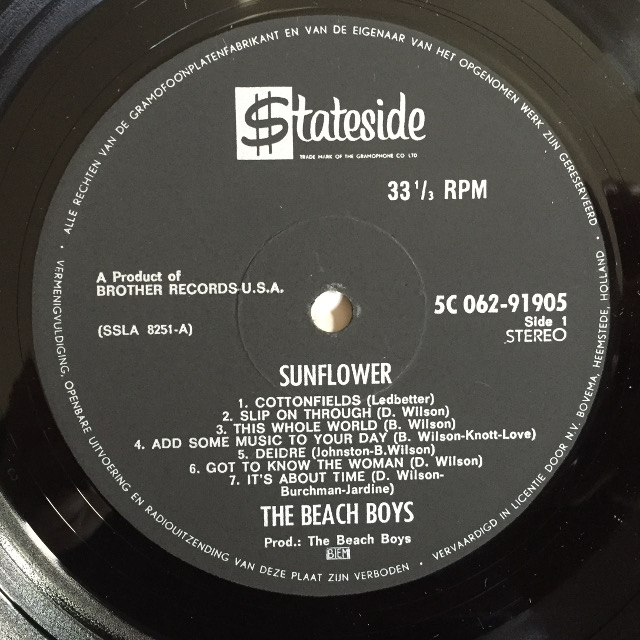 ALLE RECHTEN VAN DE GRAMOFOONPLATENFABRIKANT EN VAN DE EIGENAAR VAN HET OPGENOMEN WERK ZIJN GERESERVEERD
$tateside
TRADE MARK OF THE GRAMOPHONE CO LTD
33 1/3 RPM
A Product of
BROTHER RECORDS-U.S.A.
(SSLA 8251-A)
5C 062-91905
Side 1
STEREO
SUNFLOWER
1. COTTONFIELDS (Ledbetter)
2. SLIP ON THROUGH (D. Wilson)
3. THIS WHOLE WORLD (B. Wilson)
4. ADD SOME MUSIC TO YOUR DAY (B. Wilson-Knott-Love)
5. DEIDRE (Johnston-B.Wilson)
6. GOT TO KNOW THE WOMAN (D. Wilson)
7. IT'S ABOUT TIME (D. Wilson-
Burchman-Jardine)
THE BEACH BOYS
Prod.: The Beach Boys
BIEM
VERMENIGVULDIGING, OPENBARE UITVOERING EN RADIOUITZENDING VAN DEZE PLAAT ZIJN VERBODEN
VERVAARDIGD IN LICENTIE DOOR N.V. BOVEMA, HEEMSTEDE, HOLLAND